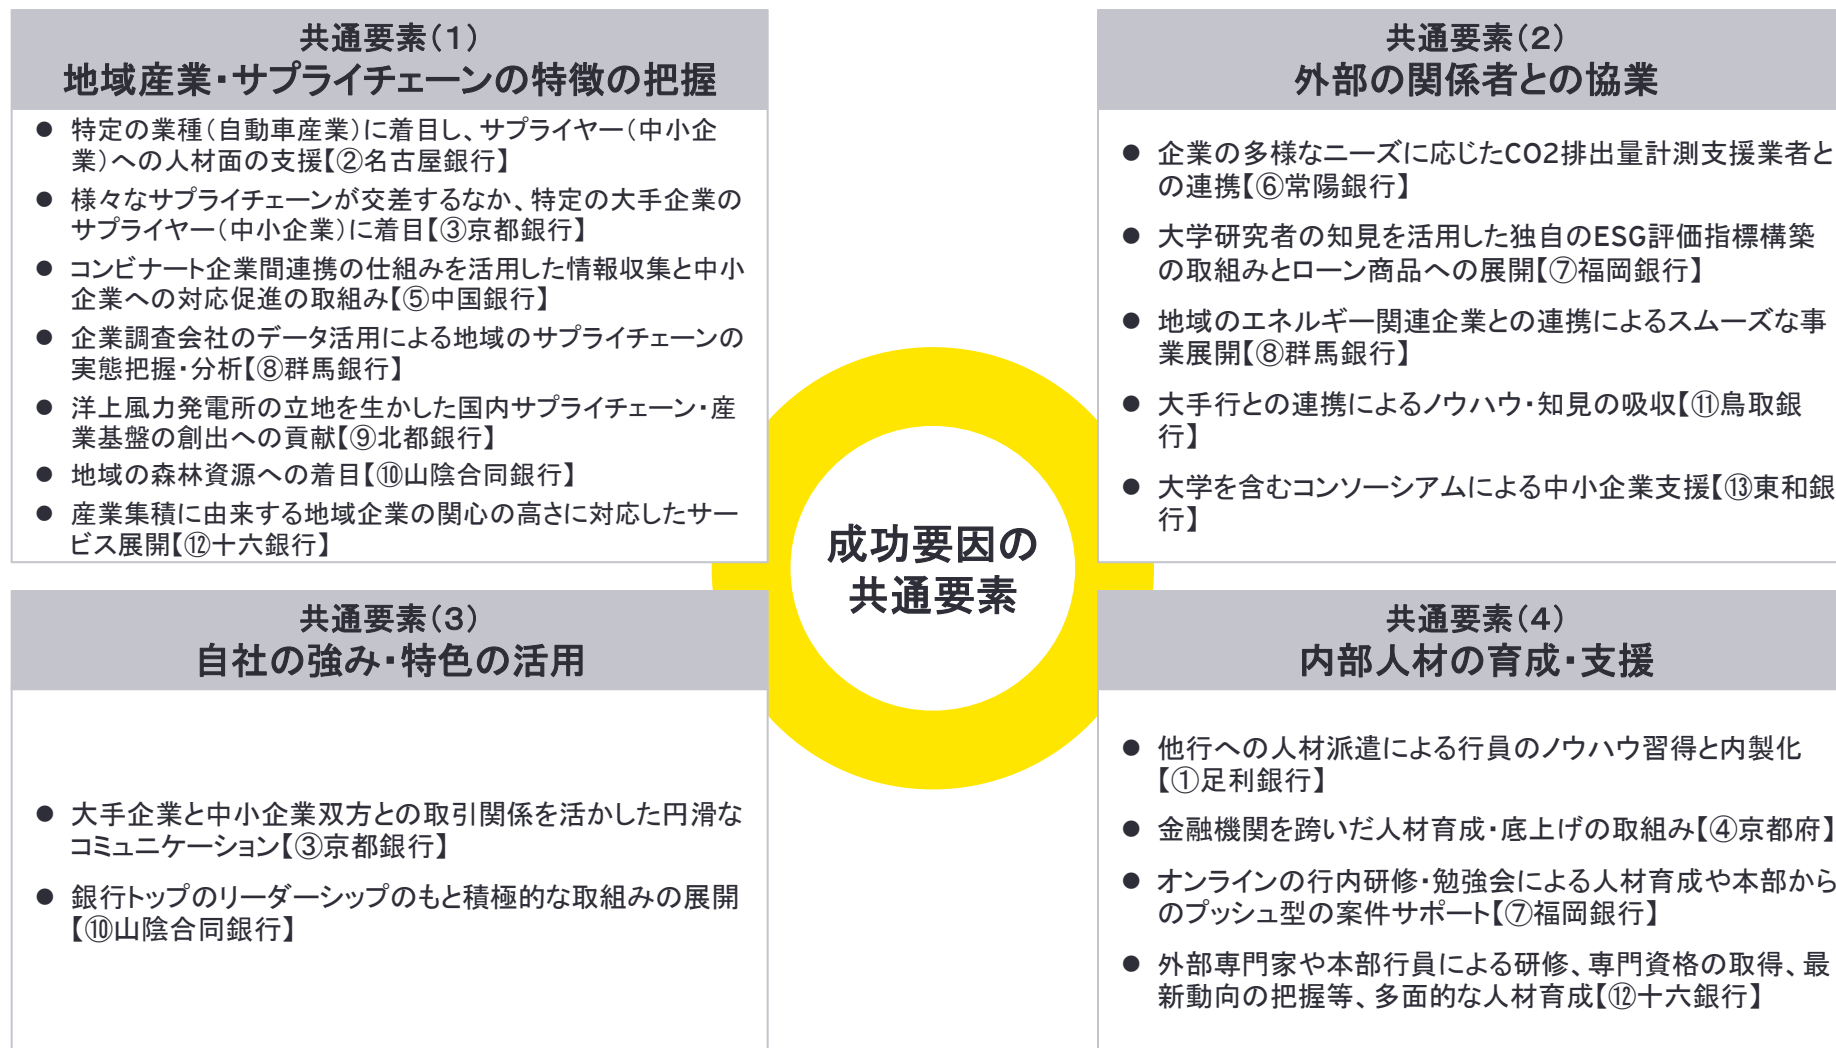 共通要素(1)
地域産業・サプライチェーンの特徴の把握
● 特定の業種(自動車産業)に着目し、サプライヤー(中小企
業)への人材面の支援【②名古屋銀行】
● 様々なサプライチェーンが交差するなか、特定の大手企業の
サプライヤー(中小企業)に着目【③京都銀行】
● コンビナート企業間連携の仕組みを活用した情報収集と中小
企業への対応促進の取組み【⑤中国銀行】
● 企業調査会社のデータ活用による地域のサプライチェーンの
実態把握・分析【⑧群馬銀行】
● 洋上風力発電所の立地を生かした国内サプライチェーン・産
業基盤の創出への貢献【⑨北都銀行】
● 地域の森林資源への着目【⑩山陰合同銀行】
● 産業集積に由来する地域企業の関心の高さに対応したサー
ビス展開【⑫十六銀行】
共通要素(2)
外部の関係者との協業
● 企業の多様なニーズに応じたCO2排出量計測支援業者と
の連携【⑥常陽銀行】
● 大学研究者の知見を活用した独自のESG評価指標構築
の取組みとローン商品への展開【⑦福岡銀行】
● 地域のエネルギー関連企業との連携によるスムーズな事
業展開【⑧群馬銀行】
● 大手行との連携によるノウハウ・知見の吸収【⑪鳥取銀
行】
● 大学を含むコンソーシアムによる中小企業支援【⑬東和銀
行】
成功要因の
共通要素
共通要素(3)
自社の強み・特色の活用
● 大手企業と中小企業双方との取引関係を活かした円滑な
コミュニケーション【③京都銀行】
● 銀行トップのリーダーシップのもと積極的な取組みの展開
【⑩山陰合同銀行】
共通要素(4)
内部人材の育成・支援
● 他行への人材派遣による行員のノウハウ習得と内製化
【①足利銀行】
● 金融機関を跨いだ人材育成・底上げの取組み【④京都府】
● オンラインの行内研修・勉強会による人材育成や本部から
のプッシュ型の案件サポート【⑦福岡銀行】
● 外部専門家や本部行員による研修、専門資格の取得、最
新動向の把握等、多面的な人材育成【⑫十六銀行】